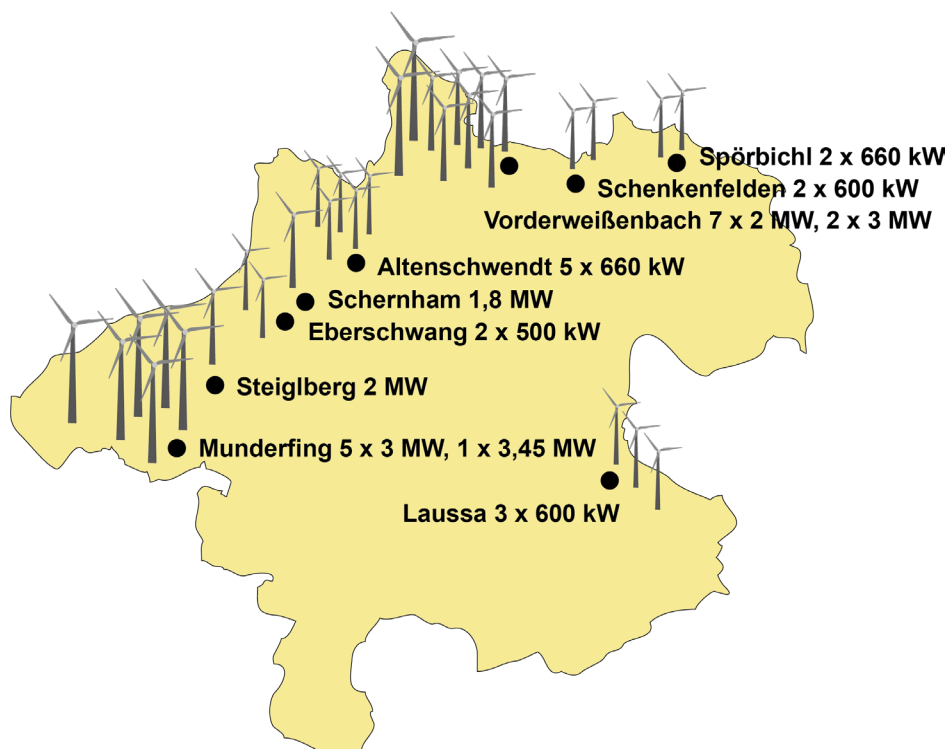 Spörbichl 2 x 660 kW
Schenkenfelden 2 x 600 kW
Vorderweißenbach 7 x 2 MW, 2 x 3 MW
Altenschwendt 5 x 660 kW
Schernham 1,8 MW
Eberschwang 2 x 500 kW
Steiglberg 2 MW
Munderfing 5 x 3 MW, 1 x 3,45 MW
Laussa 3 x 600 kW